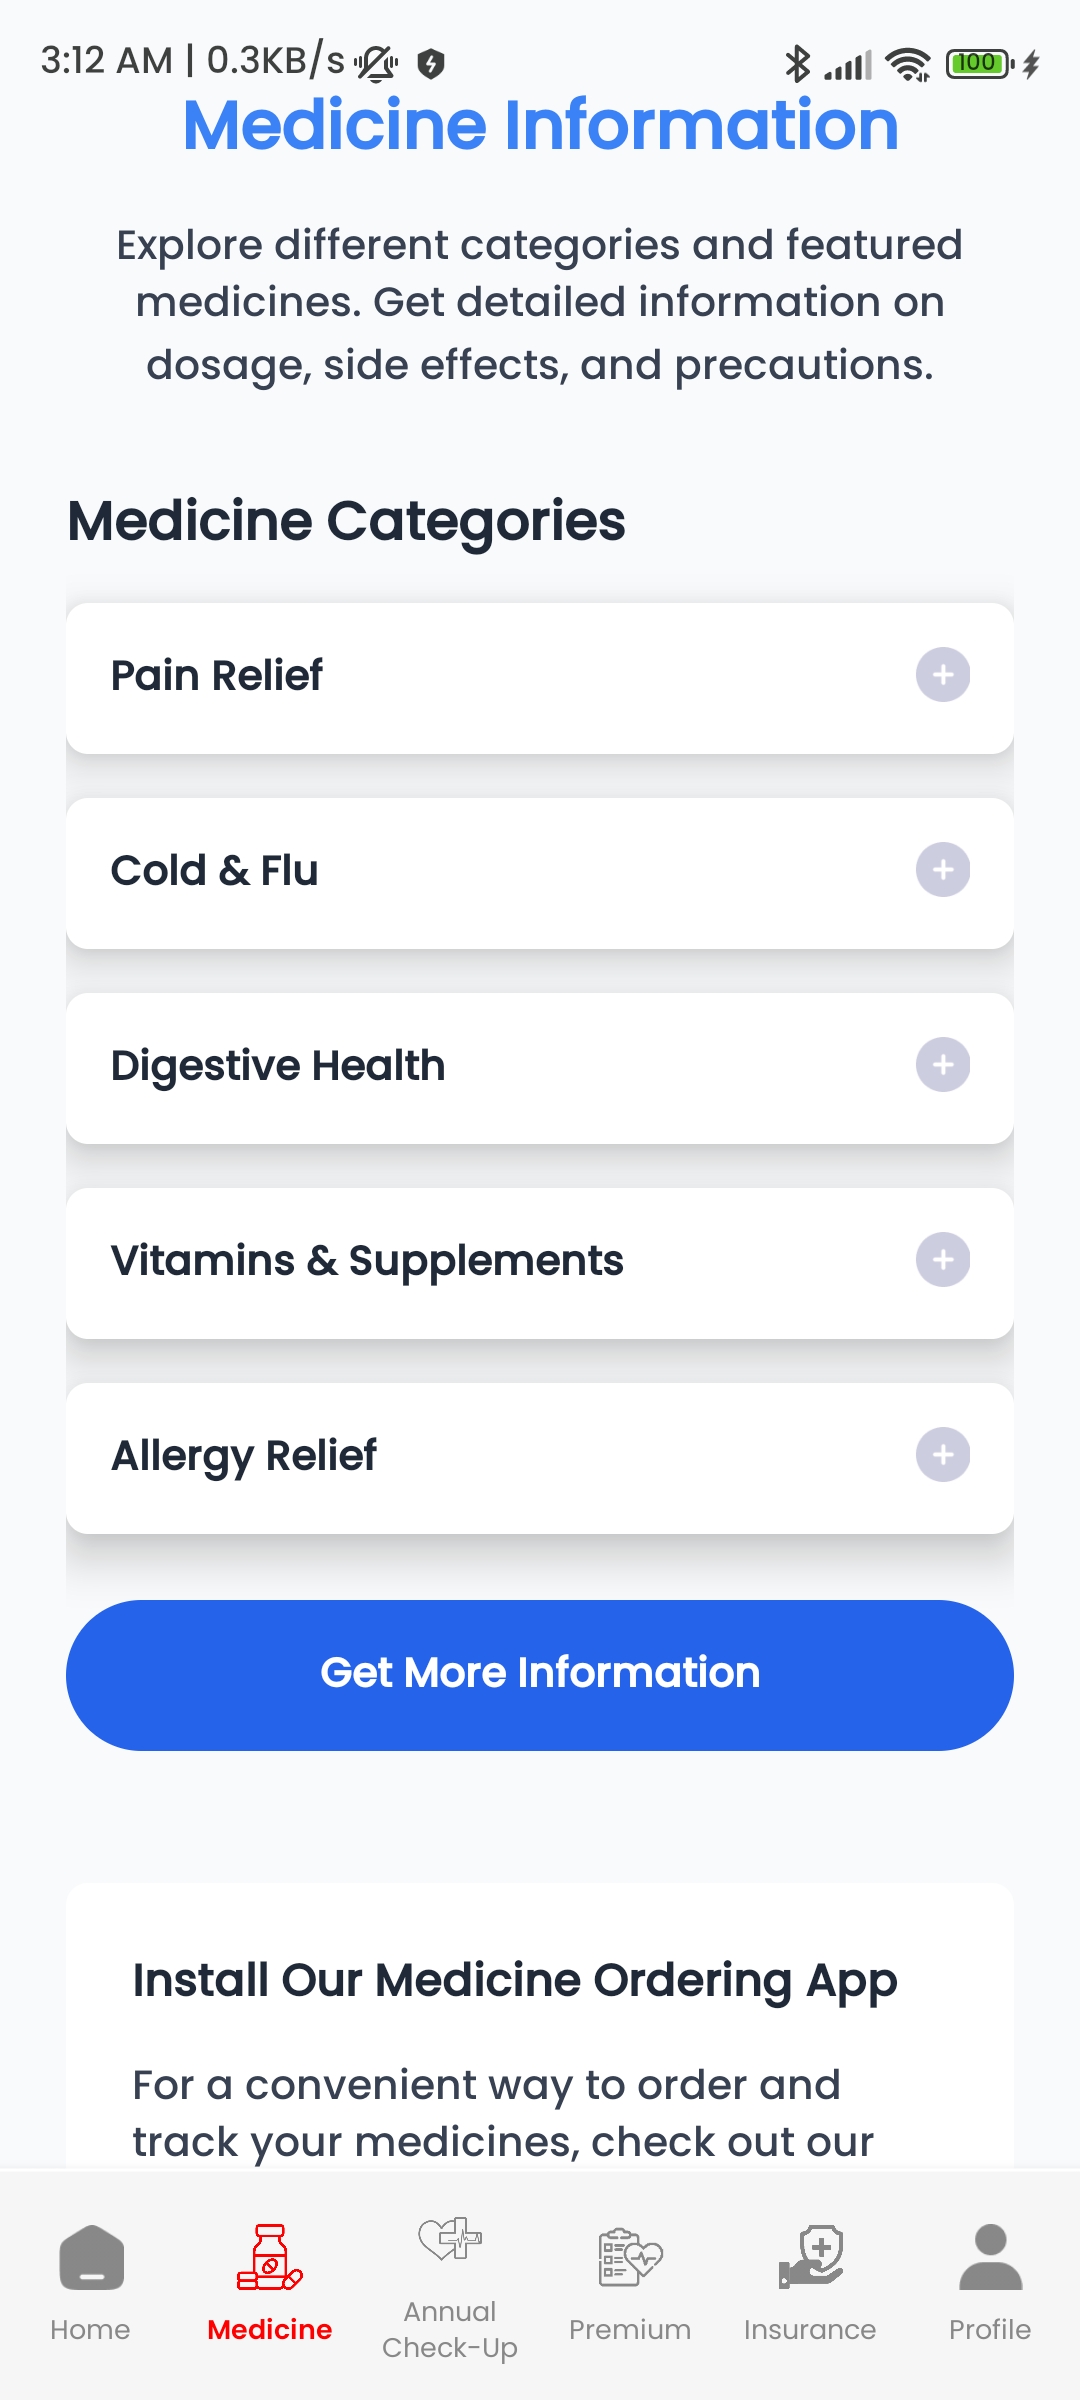 3:12 AM | 0.3KB/s
100
Medicine Information
Explore different categories and featured
medicines. Get detailed information on
dosage, side effects, and precautions.
Medicine Categories
Pain Relief
Cold & Flu
Digestive Health
Vitamins & Supplements
Allergy Relief
Get More Information
Install Our Medicine Ordering App
For a convenient way to order and
track your medicines, check out our
Home
Medicine
Annual
Check-Up
Premium
Insurance
Profile